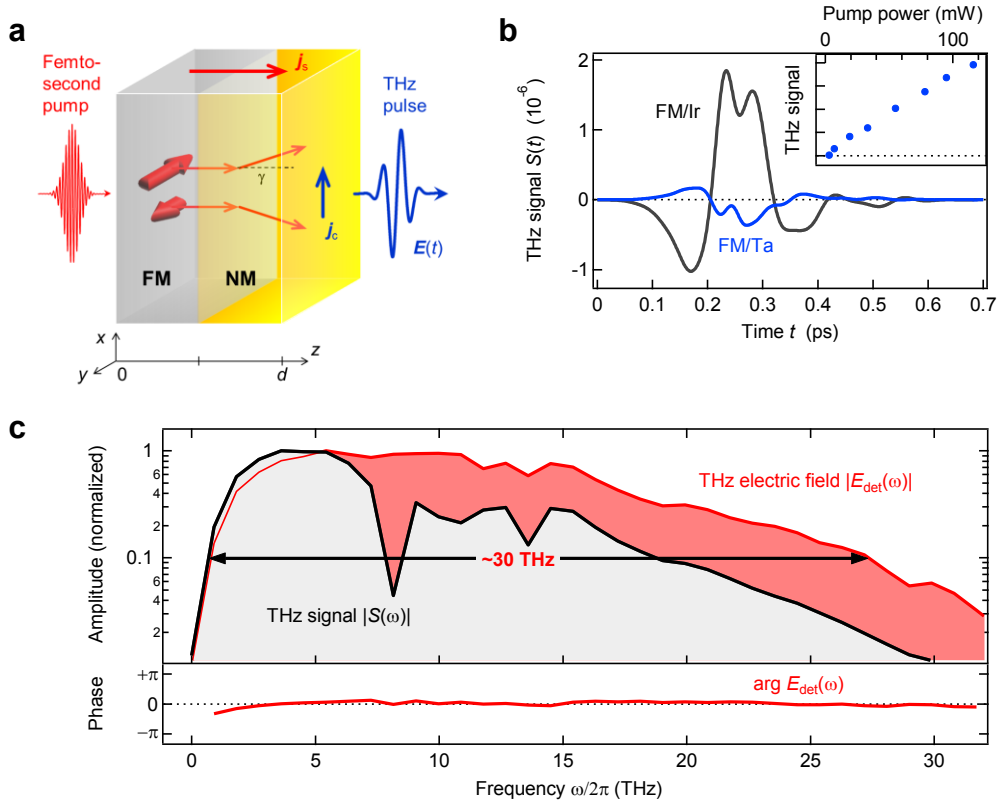 a
Femto-
second
pump
j_s
THz
pulse
γ
j_c
E(t)
FM
NM
x
y
0
d
z
b
Pump power (mW)
0
100
THz signal
THz signal S(t) (10^-6)
2
1
0
-1
FM/Ir
FM/Ta
0
0.1
0.2
0.3
0.4
0.5
0.6
0.7
Time t (ps)
c
Amplitude (normalized)
1
6
4
2
0.1
6
4
2
THz electric field |E_det(ω)|
~30 THz
THz signal |S(ω)|
Phase
+π
0
−π
arg E_det(ω)
0
5
10
15
20
25
30
Frequency ω/2π (THz)